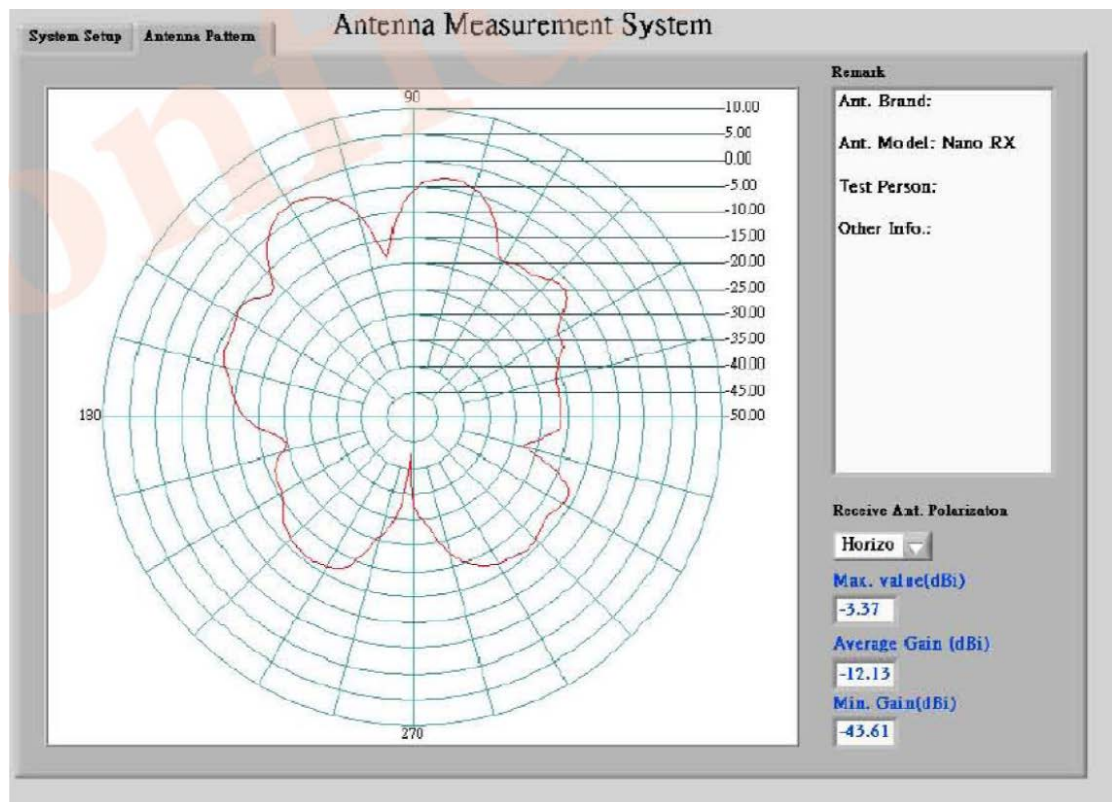 Antenna Measurement System
System Setup
Antenna Pattern
90
10.00
5.00
0.00
-5.00
-10.00
-15.00
-20.00
-25.00
-30.00
-35.00
-40.00
-45.00
-50.00
180
270
Remark
Ant. Brand:
Ant. Model: Nano RX
Test Person:
Other Info.:
Receive Ant. Polarizaton
Horizo
Max. value(dBi)
-3.37
Average Gain (dBi)
-12.13
Min. Gain(dBi)
-43.61